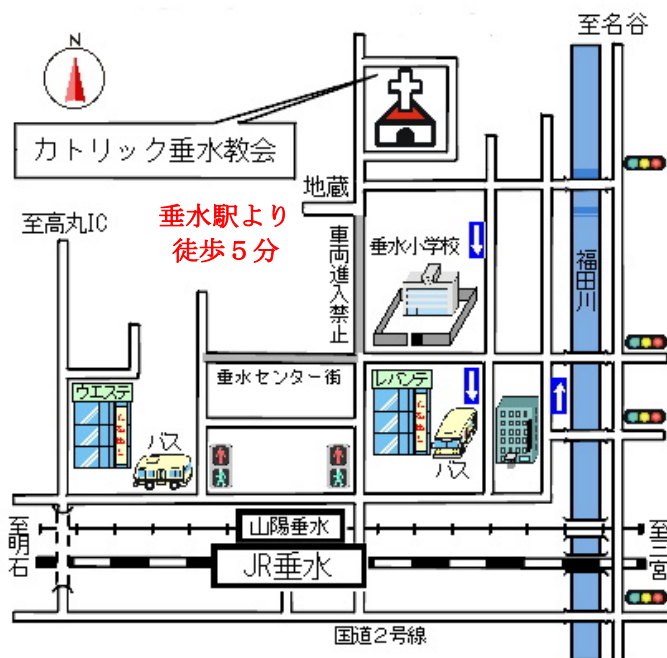 至名谷
N
カトリック垂水教会
地蔵
至高丸IC
垂水駅より
徒歩５分
車両進入禁止
垂水小学校
福田川
垂水センター街
ウエステ
レバンテ
バス
バス
至明石
山陽垂水
至三宮
JR垂水
国道2号線